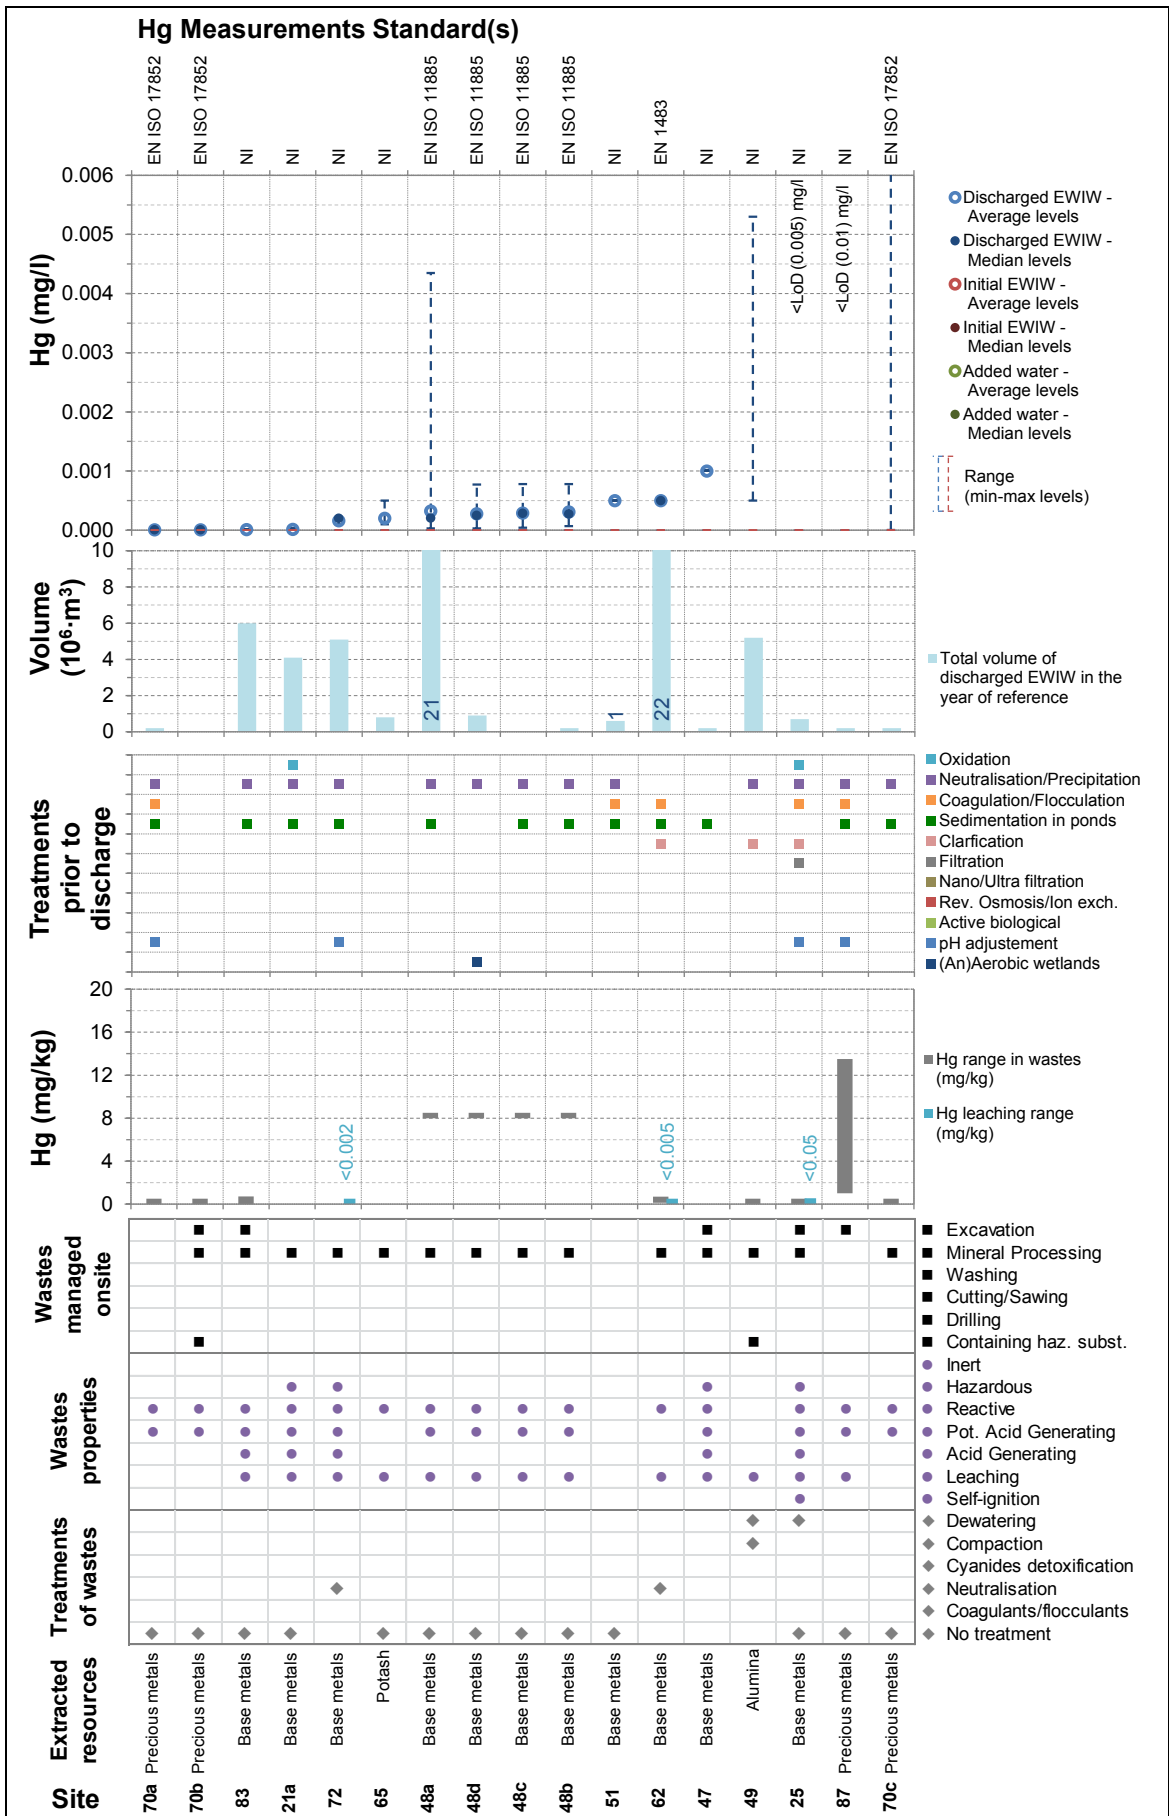 Hg Measurements Standard(s)
EN ISO 17852
EN ISO 17852
NI
NI
NI
NI
EN ISO 11885
EN ISO 11885
EN ISO 11885
EN ISO 11885
NI
EN 1483
NI
NI
NI
NI
EN ISO 17852
Hg (mg/l)
0.006
0.005
0.004
0.003
0.002
0.001
0.000
<LoD (0.005) mg/l
<LoD (0.01) mg/l
Discharged EWIW -
Average levels
Discharged EWIW -
Median levels
Initial EWIW -
Average levels
Initial EWIW -
Median levels
Added water -
Average levels
Added water -
Median levels
Range
(min-max levels)
Volume
(10⁶·m³)
10
8
6
4
2
0
21
1
22
Total volume of
discharged EWIW in the
year of reference
Treatments
prior to
discharge
Oxidation
Neutralisation/Precipitation
Coagulation/Flocculation
Sedimentation in ponds
Clarfication
Filtration
Nano/Ultra filtration
Rev. Osmosis/Ion exch.
Active biological
pH adjustement
(An)Aerobic wetlands
Hg (mg/kg)
20
16
12
8
4
0
<0.002
<0.005
<0.05
Hg range in wastes
(mg/kg)
Hg leaching range
(mg/kg)
Wastes
managed
onsite
Excavation
Mineral Processing
Washing
Cutting/Sawing
Drilling
Containing haz. subst.
Wastes
properties
Inert
Hazardous
Reactive
Pot. Acid Generating
Acid Generating
Leaching
Self-ignition
Treatments
of wastes
Dewatering
Compaction
Cyanides detoxification
Neutralisation
Coagulants/flocculants
No treatment
Extracted
resources
Precious metals
Precious metals
Base metals
Base metals
Base metals
Potash
Base metals
Base metals
Base metals
Base metals
Base metals
Base metals
Base metals
Alumina
Base metals
Precious metals
Precious metals
Site
70a
70b
83
21a
72
65
48a
48d
48c
48b
51
62
47
49
25
87
70c